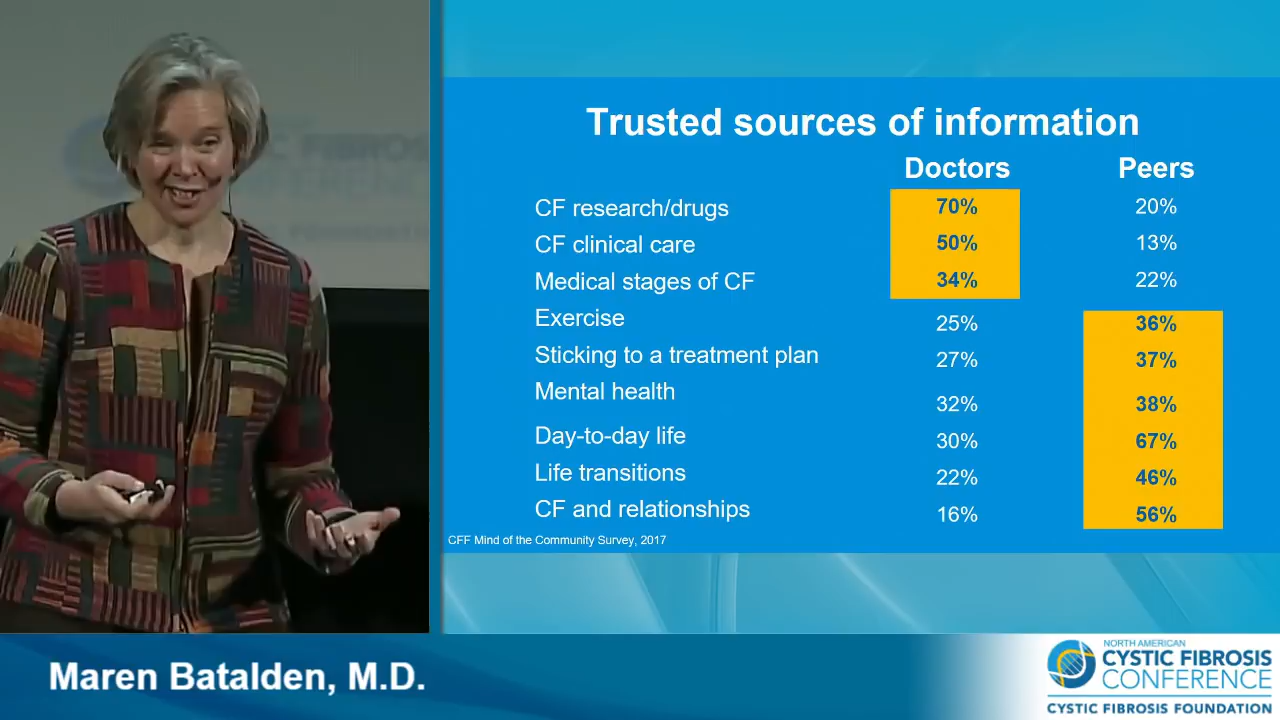 Trusted sources of information
Doctors Peers
CF research/drugs 70% 20%
CF clinical care 50% 13%
Medical stages of CF 34% 22%
Exercise 25% 36%
Sticking to a treatment plan 27% 37%
Mental health 32% 38%
Day-to-day life 30% 67%
Life transitions 22% 46%
CF and relationships 16% 56%
CFF Mind of the Community Survey, 2017
Maren Batalden, M.D.
NORTH AMERICAN
CYSTIC FIBROSIS
CONFERENCE
CYSTIC FIBROSIS FOUNDATION